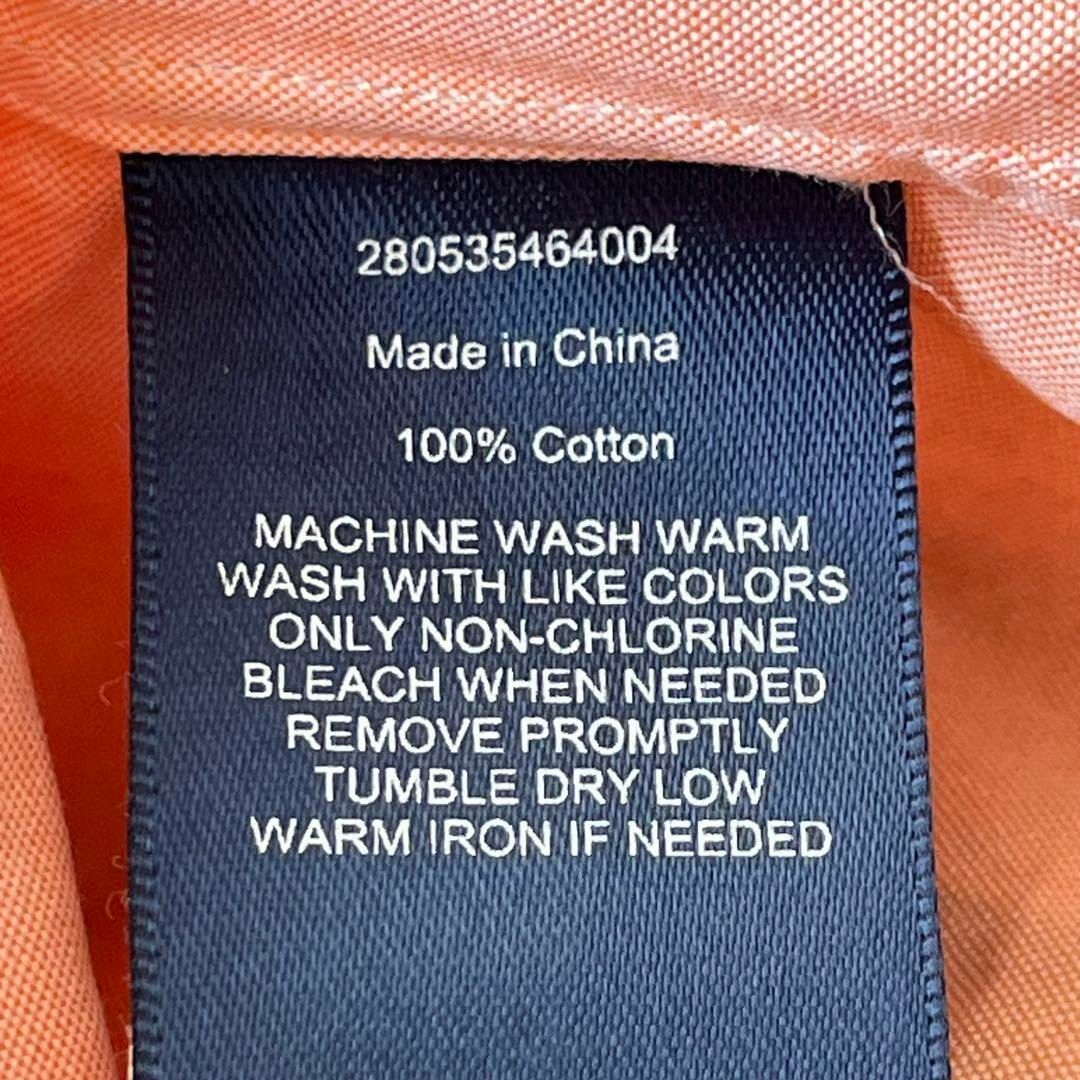 280535464004
Made in China
100% Cotton
MACHINE WASH WARM
WASH WITH LIKE COLORS
ONLY NON-CHLORINE
BLEACH WHEN NEEDED
REMOVE PROMPTLY
TUMBLE DRY LOW
WARM IRON IF NEEDED